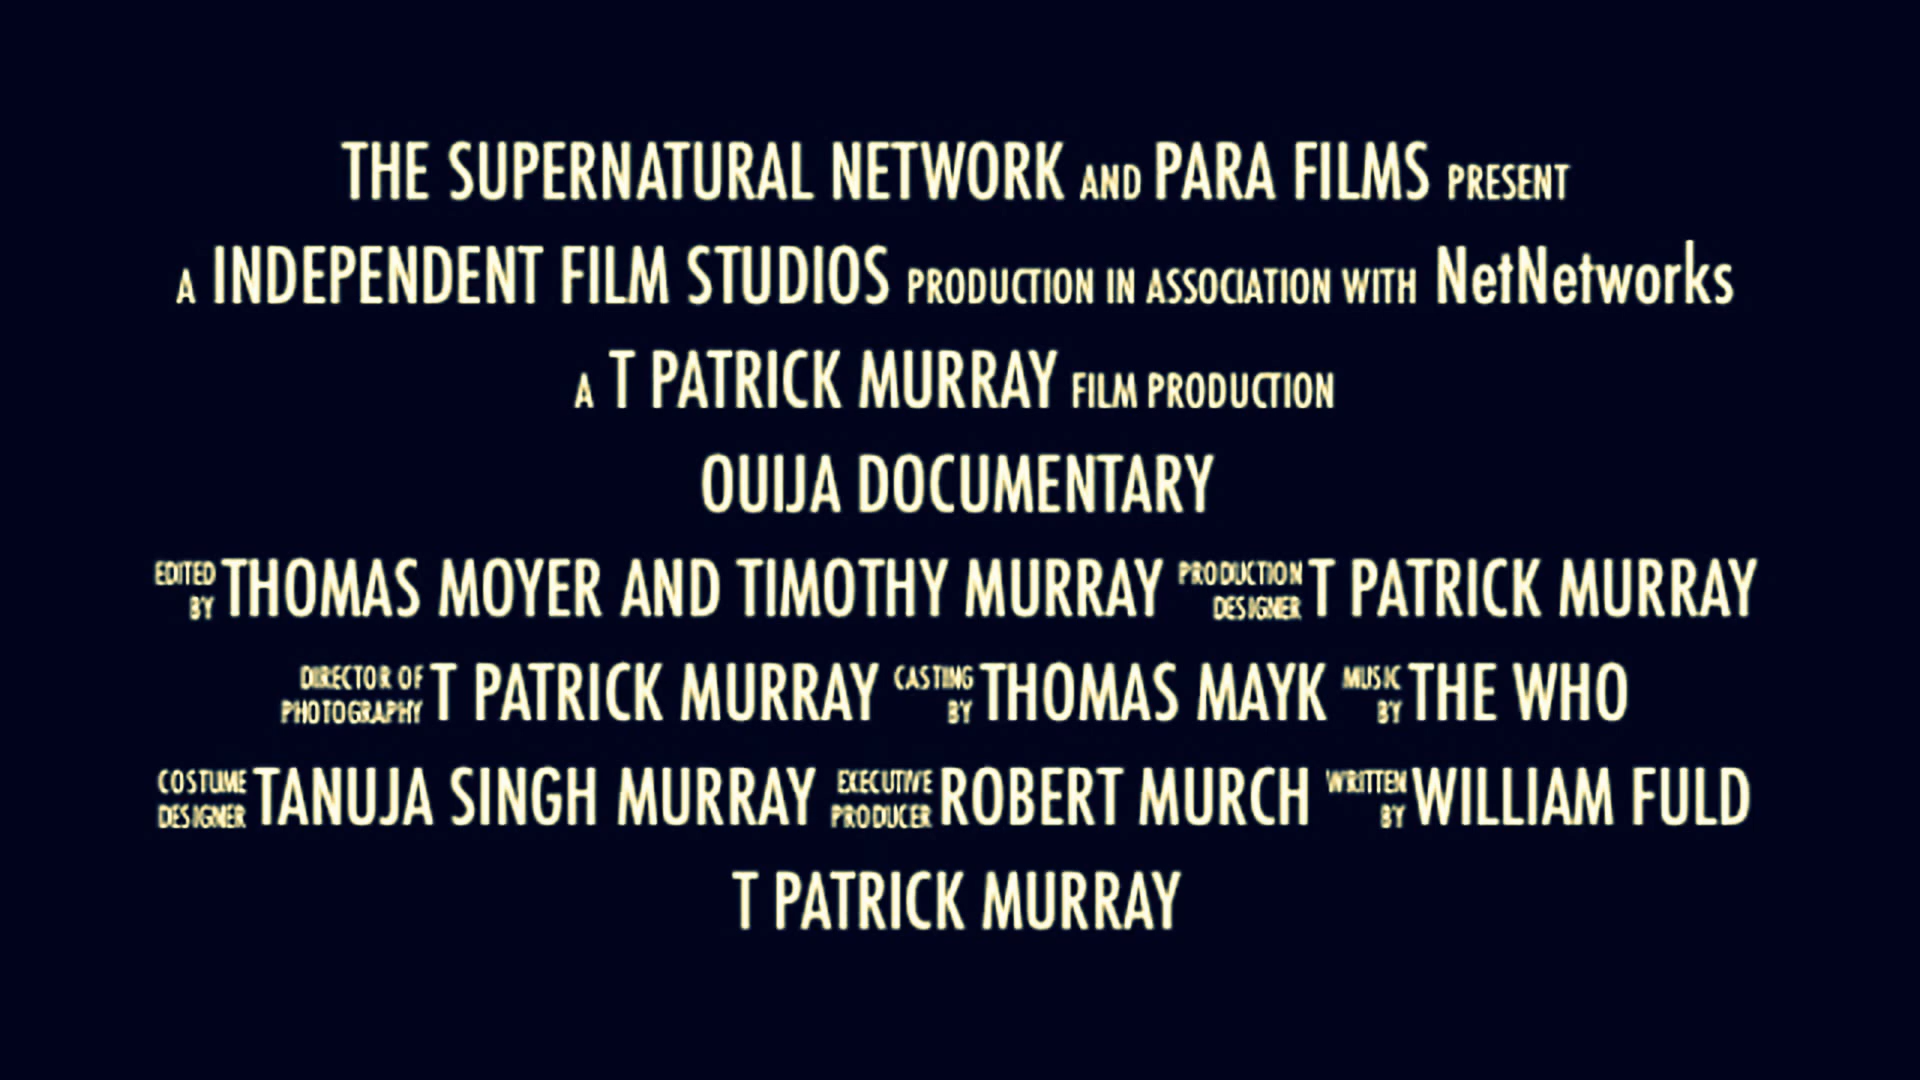 THE SUPERNATURAL NETWORK AND PARA FILMS PRESENT
A INDEPENDENT FILM STUDIOS PRODUCTION IN ASSOCIATION WITH NetNetworks
A T PATRICK MURRAY FILM PRODUCTION
OUIJA DOCUMENTARY
EDITED BY THOMAS MOYER AND TIMOTHY MURRAY PRODUCTION DESIGNER T PATRICK MURRAY
DIRECTOR OF PHOTOGRAPHY T PATRICK MURRAY CASTING BY THOMAS MAYK MUSIC BY THE WHO
COSTUME DESIGNER TANUJA SINGH MURRAY EXECUTIVE PRODUCER ROBERT MURCH WRITTEN BY WILLIAM FULD
T PATRICK MURRAY